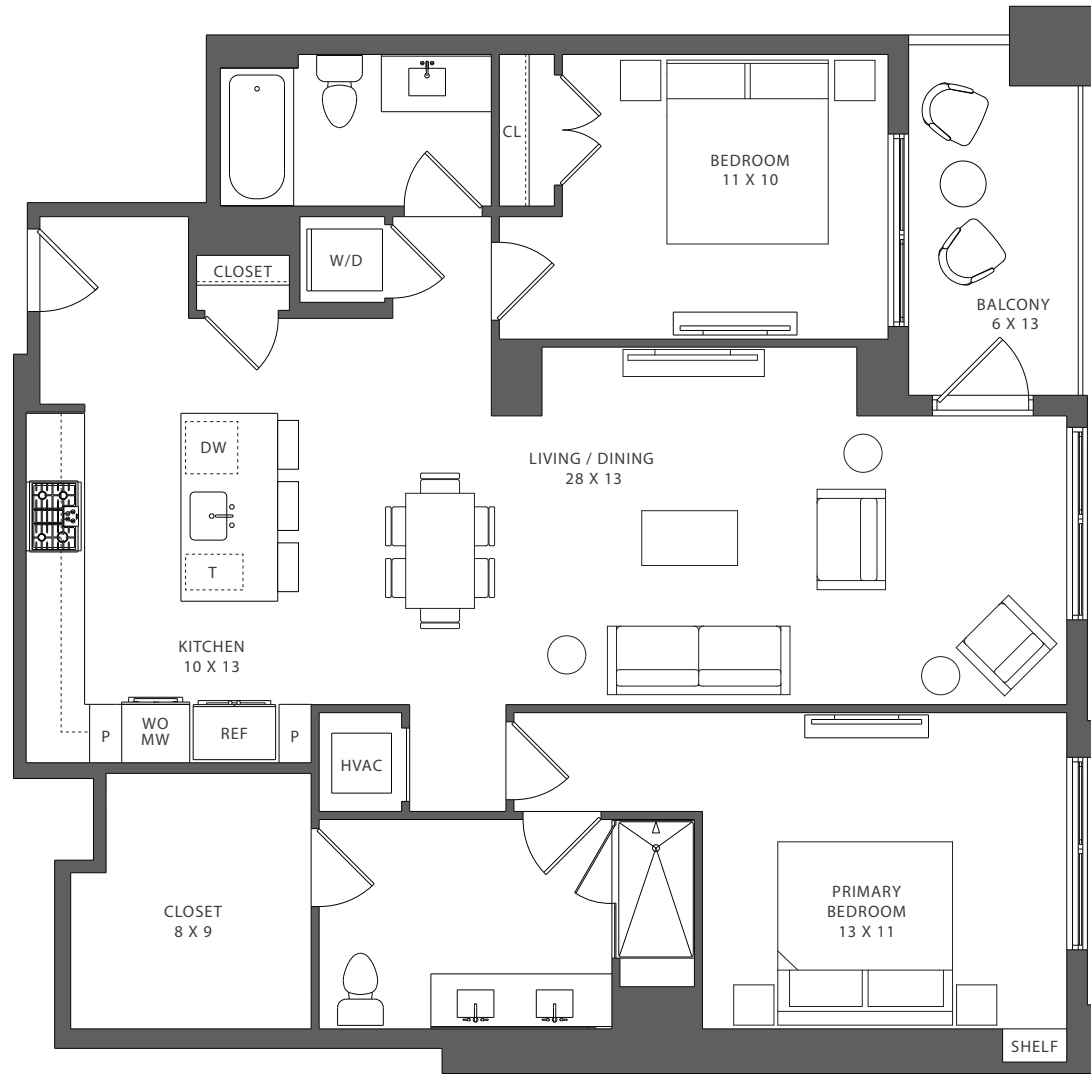 CL
BEDROOM
11 X 10
W/D
CLOSET
BALCONY
6 X 13
DW
LIVING / DINING
28 X 13
T
KITCHEN
10 X 13
P
WO
MW
REF
P
HVAC
CLOSET
8 X 9
PRIMARY
BEDROOM
13 X 11
SHELF